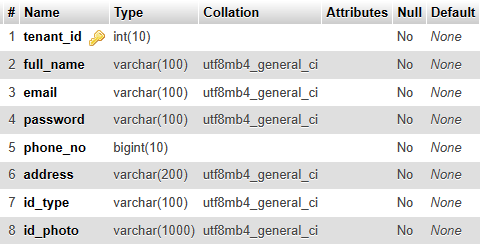 # Name Type Collation Attributes Null Default
1 tenant_id int(10) No None
2 full_name varchar(100) utf8mb4_general_ci No None
3 email varchar(100) utf8mb4_general_ci No None
4 password varchar(100) utf8mb4_general_ci No None
5 phone_no bigint(10) No None
6 address varchar(200) utf8mb4_general_ci No None
7 id_type varchar(100) utf8mb4_general_ci No None
8 id_photo varchar(1000) utf8mb4_general_ci No None